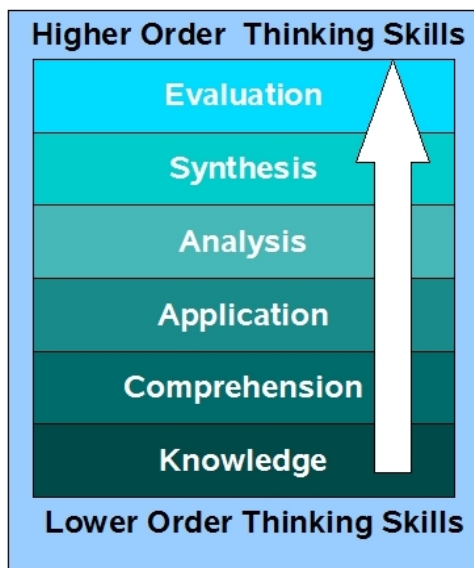 Higher Order Thinking Skills
Evaluation
Synthesis
Analysis
Application
Comprehension
Knowledge
Lower Order Thinking Skills